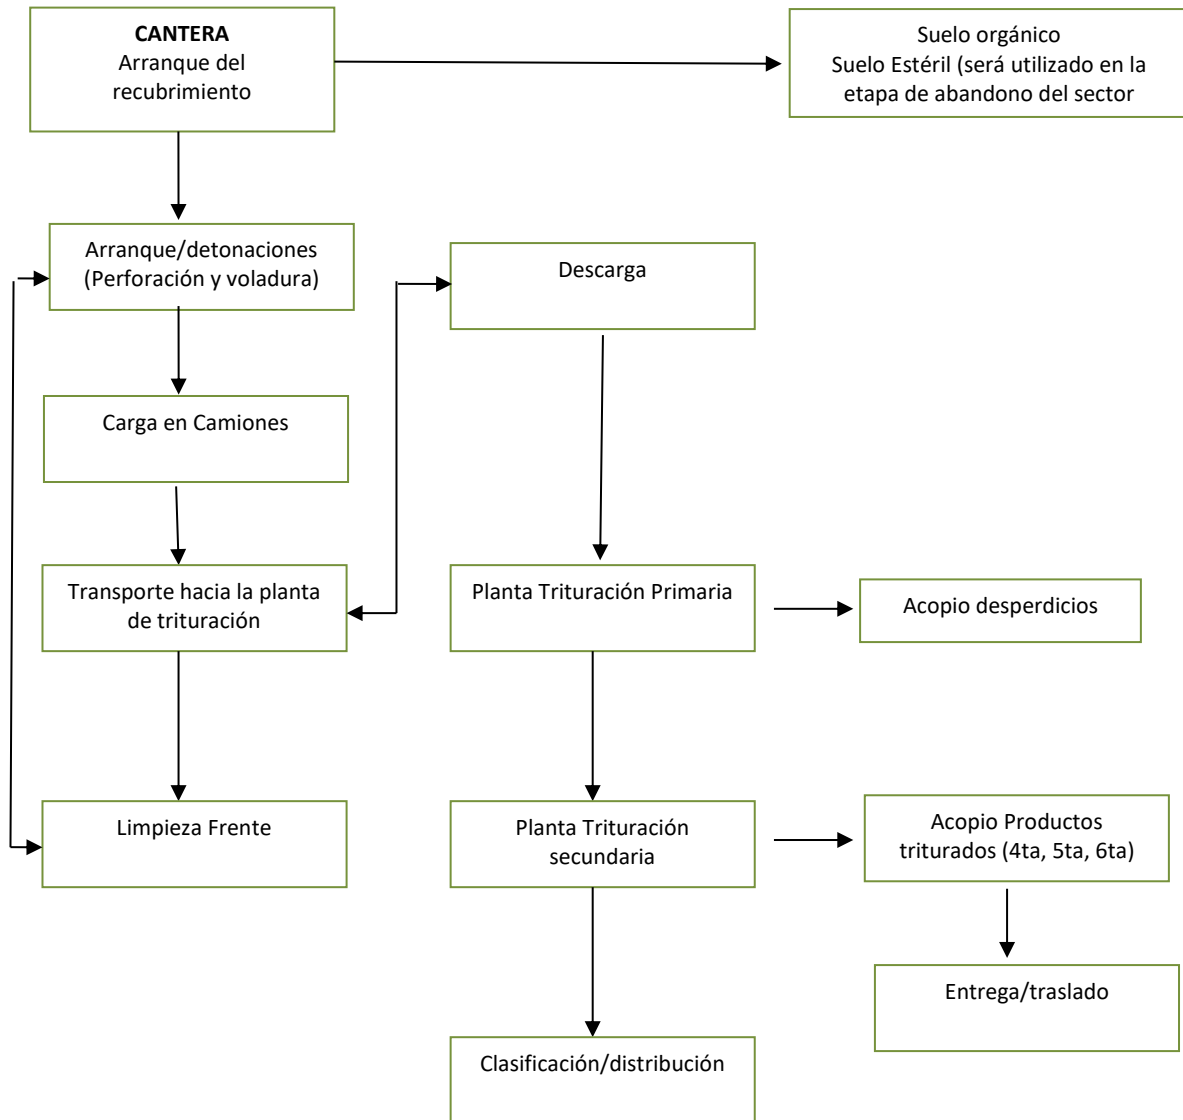 CANTERA
Arranque del
recubrimiento
Suelo orgánico
Suelo Estéril (será utilizado en la
etapa de abandono del sector
Arranque/detonaciones
(Perforación y voladura)
Descarga
Carga en Camiones
Transporte hacia la planta
de trituración
Planta Trituración Primaria
Acopio desperdicios
Limpieza Frente
Planta Trituración
secundaria
Acopio Productos
triturados (4ta, 5ta, 6ta)
Entrega/traslado
Clasificación/distribución